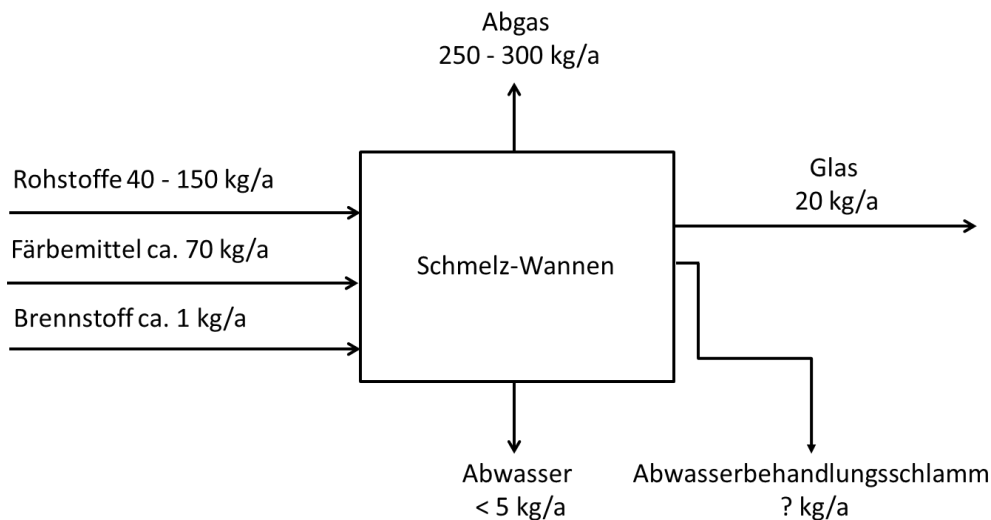 Abgas
250 - 300 kg/a
Rohstoffe 40 - 150 kg/a
Färbemittel ca. 70 kg/a
Brennstoff ca. 1 kg/a
Schmelz-Wannen
Glas
20 kg/a
Abwasser
< 5 kg/a
Abwasserbehandlungsschlamm
? kg/a